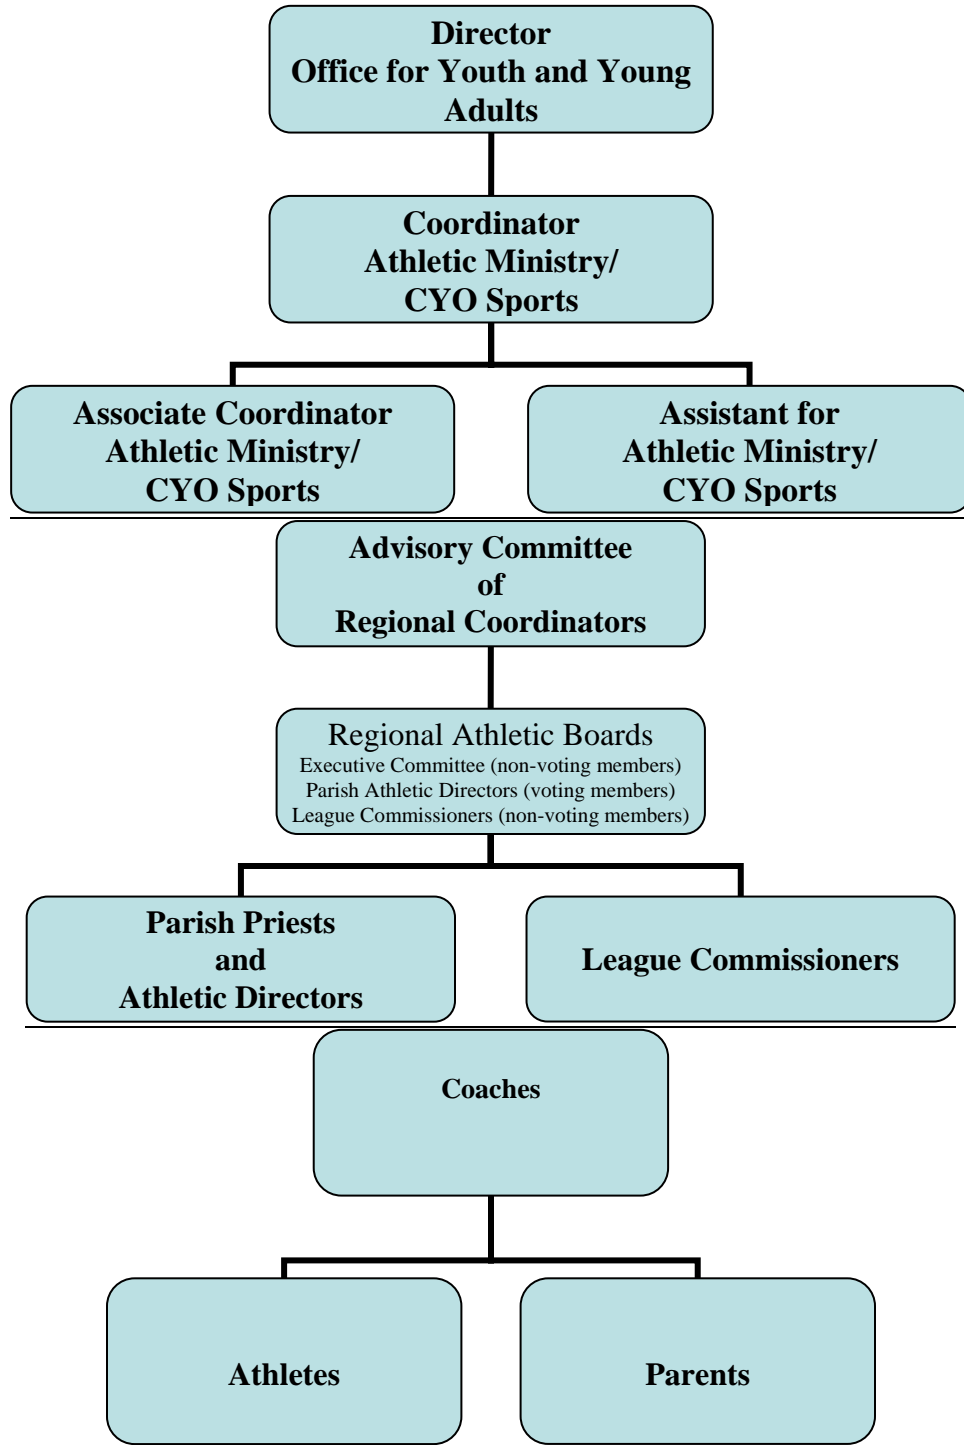 Director
Office for Youth and Young
Adults
Coordinator
Athletic Ministry/
CYO Sports
Associate Coordinator
Athletic Ministry/
CYO Sports
Assistant for
Athletic Ministry/
CYO Sports
Advisory Committee
of
Regional Coordinators
Regional Athletic Boards
Executive Committee (non-voting members)
Parish Athletic Directors (voting members)
League Commissioners (non-voting members)
Parish Priests
and
Athletic Directors
League Commissioners
Coaches
Athletes
Parents